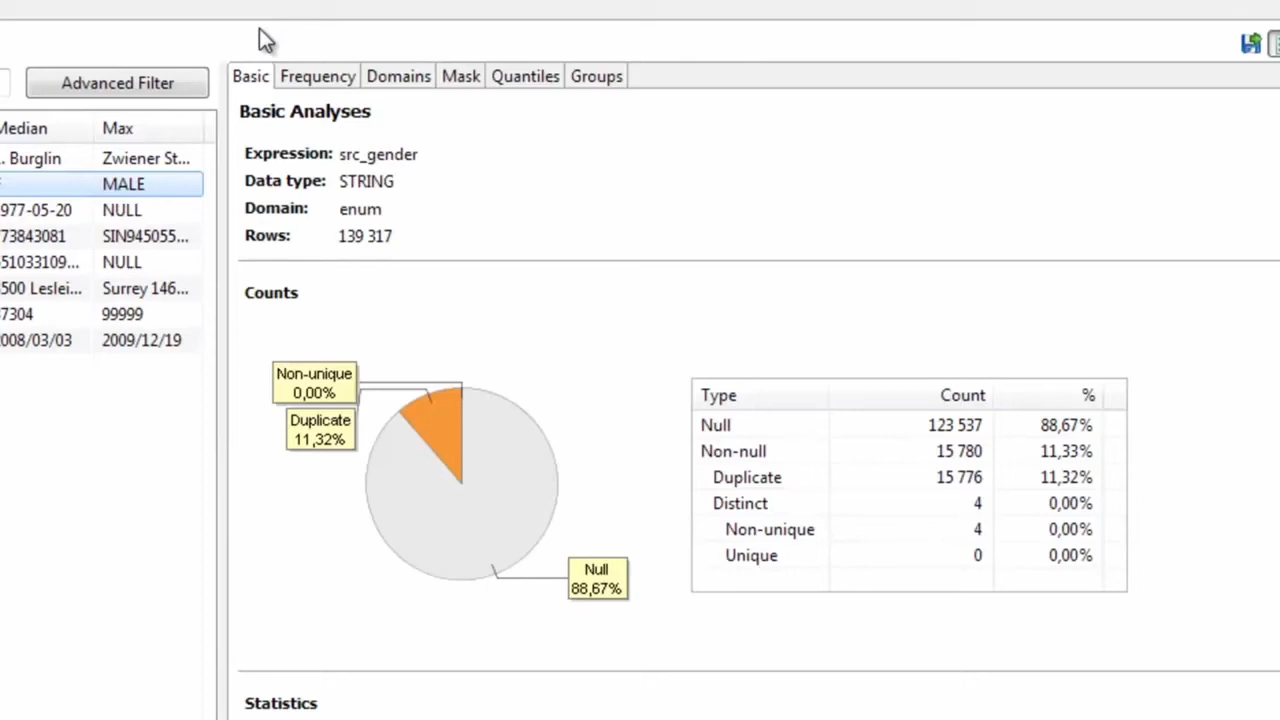 Advanced Filter
Basic Frequency Domains Mask Quantiles Groups
Median Max
. Burglin Zwiener St...
MALE
977-05-20 NULL
73843081 SIN945055...
51033109... NULL
500 Leslei... Surrey 146...
7304 99999
008/03/03 2009/12/19
Basic Analyses
Expression: src_gender
Data type: STRING
Domain: enum
Rows: 139 317
Counts
Non-unique
0,00%
Duplicate
11,32%
Null
88,67%
Type Count %
Null 123 537 88,67%
Non-null 15 780 11,33%
Duplicate 15 776 11,32%
Distinct 4 0,00%
Non-unique 4 0,00%
Unique 0 0,00%
Statistics